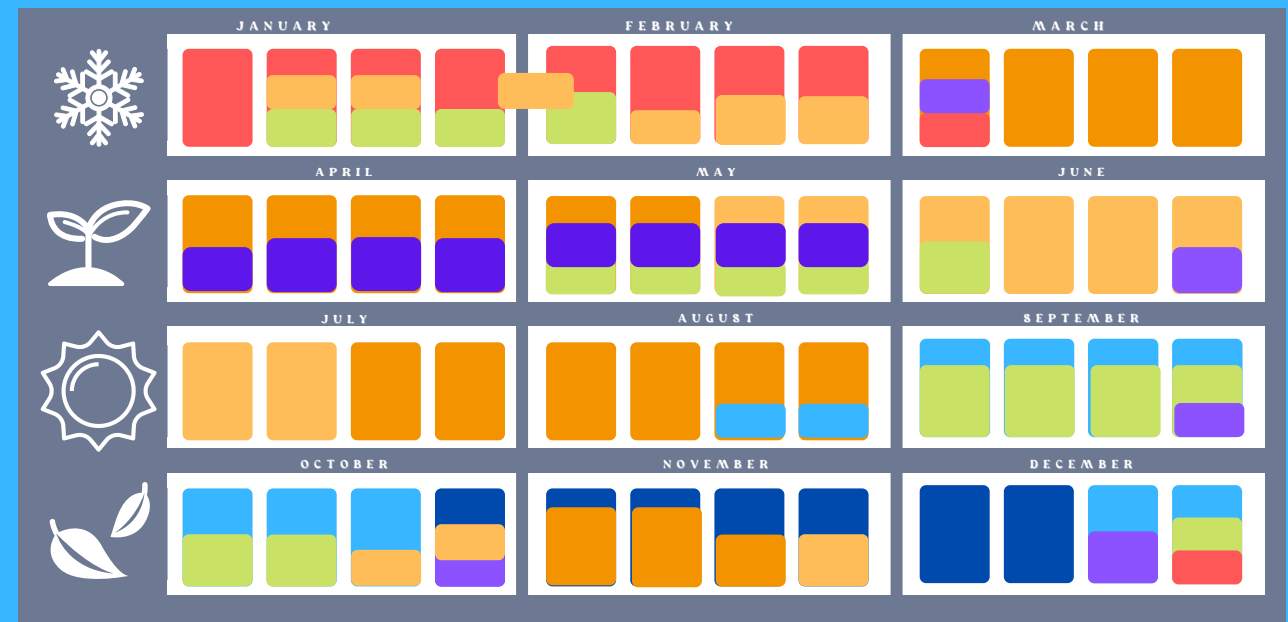 JANUARY
FEBRUARY
MARCH
APRIL
MAY
JUNE
JULY
AUGUST
SEPTEMBER
OCTOBER
NOVEMBER
DECEMBER